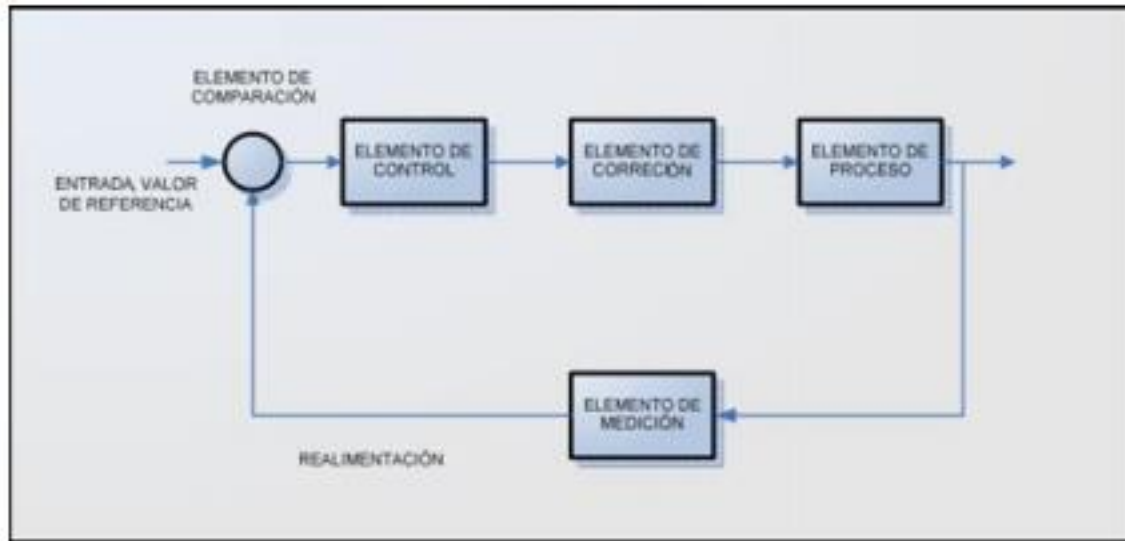 ELEMENTO DE
COMPARACIÓN
ENTRADA, VALOR
DE REFERENCIA
ELEMENTO DE
CONTROL
ELEMENTO DE
CORRECIÓN
ELEMENTO DE
PROCESO
ELEMENTO DE
MEDICIÓN
REALIMENTACIÓN